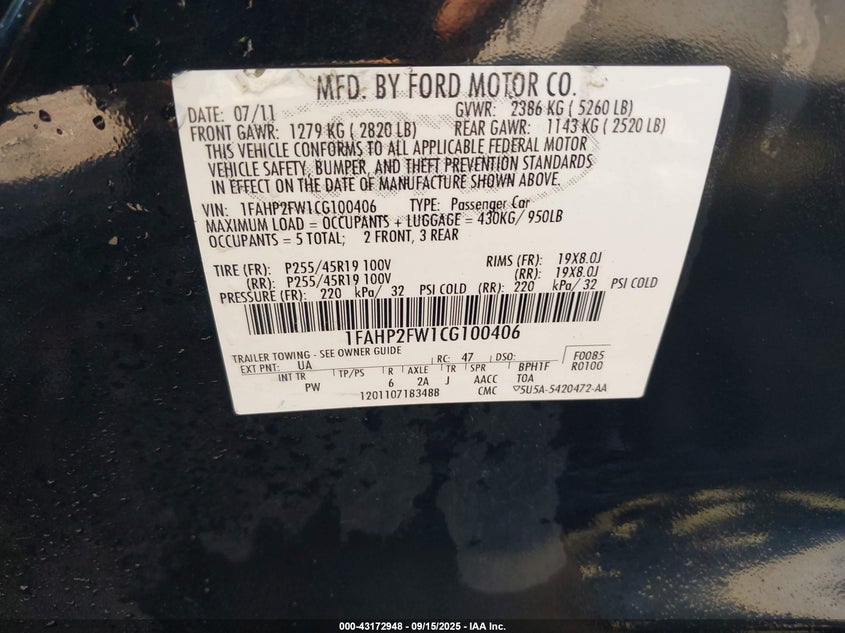 MFD. BY FORD MOTOR CO.
DATE: 07/11 GVWR: 2386 KG ( 5260 LB)
FRONT GAWR: 1279 KG ( 2820 LB) REAR GAWR: 1143 KG ( 2520 LB)
THIS VEHICLE CONFORMS TO ALL APPLICABLE FEDERAL MOTOR
VEHICLE SAFETY, BUMPER, AND THEFT PREVENTION STANDARDS
IN EFFECT ON THE DATE OF MANUFACTURE SHOWN ABOVE.
VIN: 1FAHP2FW1CG100406 TYPE: Passenger Car
MAXIMUM LOAD = OCCUPANTS + LUGGAGE = 430KG/ 950LB
OCCUPANTS = 5 TOTAL; 2 FRONT, 3 REAR
TIRE (FR): P255/45R19 100V RIMS (FR): 19X8.0J
(RR): P255/45R19 100V (RR): 19X8.0J
PRESSURE (FR): 220 kPa/ 32 PSI COLD (RR): 220 kPa/ 32 PSI COLD
1FAHP2FW1CG100406
TRAILER TOWING - SEE OWNER GUIDE
EXT PNT: UA RC: 47 DSO: F0085
INT TR TP/PS R AXLE TR SPR BPH1F R0100
PW 6 2A J AACC TOA
1201107183488 CMC 5U5A-5420472-AA
000-43172948 - 09/15/2025 - IAA Inc.